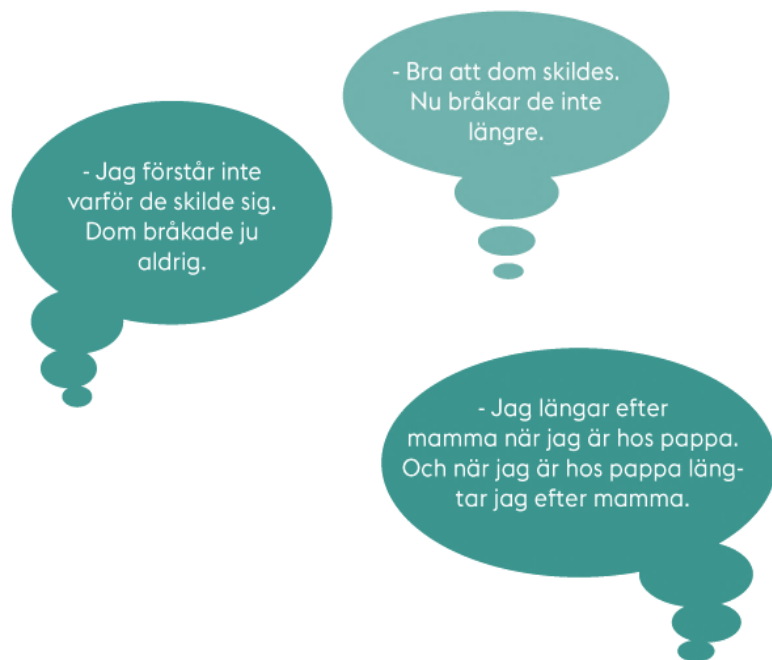 - Bra att dom skildes.
Nu bråkar de inte
längre.
- Jag förstår inte
varför de skilde sig.
Dom bråkade ju
aldrig.
- Jag längar efter
mamma när jag är hos pappa.
Och när jag är hos pappa läng-
tar jag efter mamma.